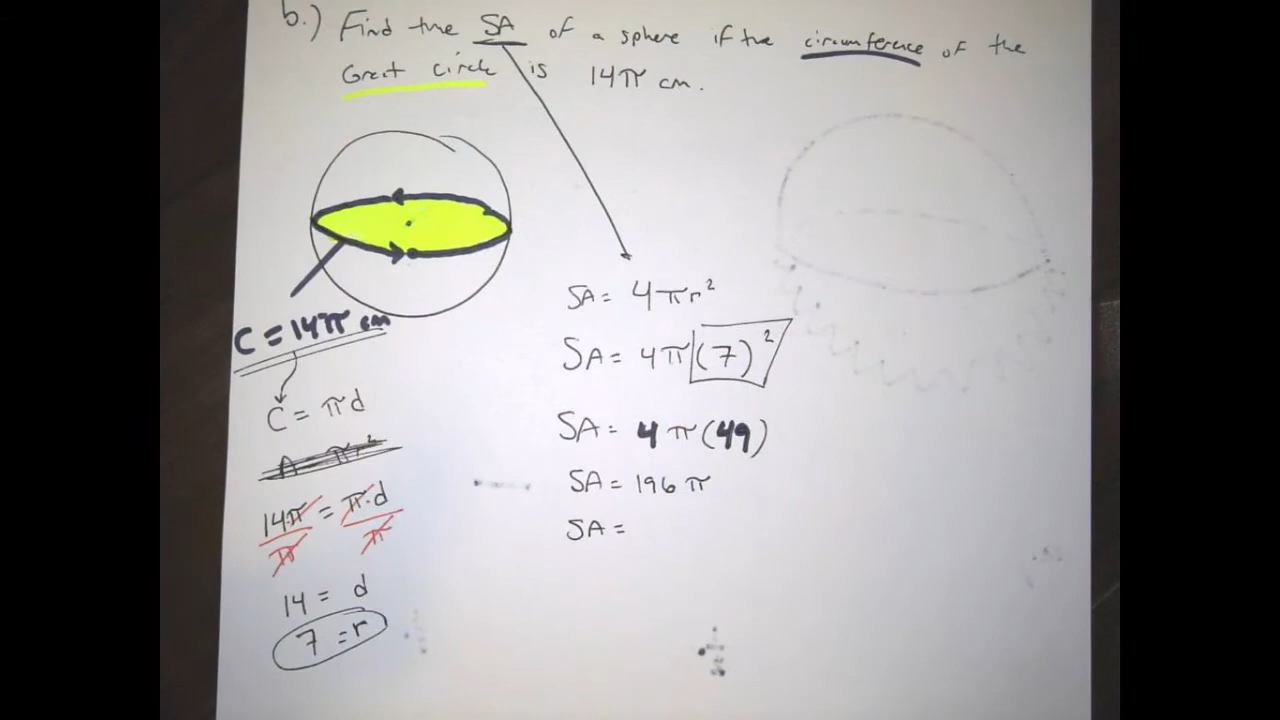 b.) Find the SA of a sphere if the circumference of the
Great circle is 14π cm.
C = 14π cm
C = πd
A = πr²
14π = π·d
π π
14 = d
7 = r
SA = 4πr²
SA = 4π(7)²
SA = 4π(49)
SA = 196π
SA =